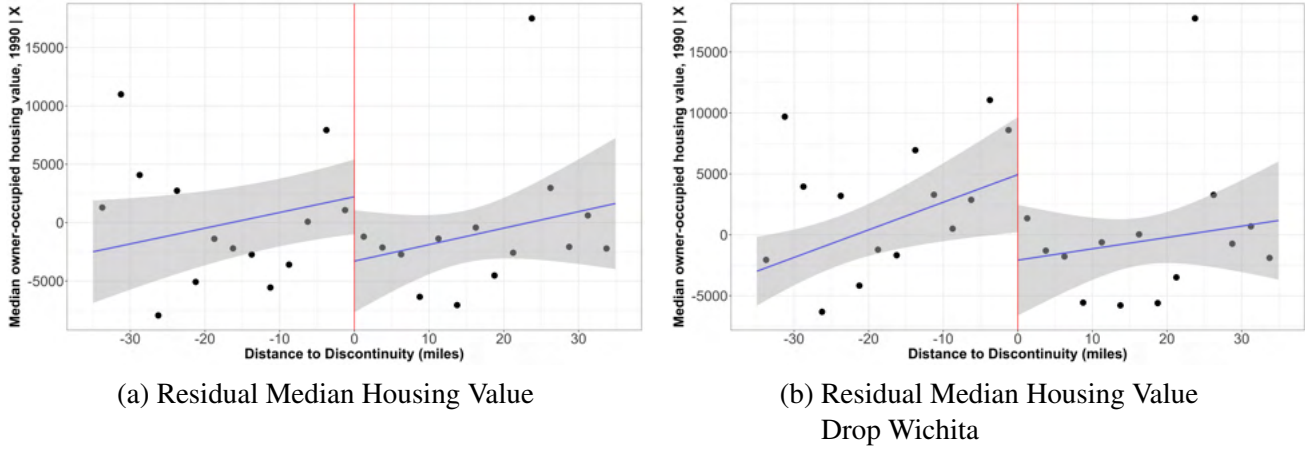 Median owner-occupied housing value, 1990 | X
15000
10000
5000
0
-5000
-30 -20 -10 0 10 20 30
Distance to Discontinuity (miles)
(a) Residual Median Housing Value
Median owner-occupied housing value, 1990 | X
15000
10000
5000
0
-5000
-30 -20 -10 0 10 20 30
Distance to Discontinuity (miles)
(b) Residual Median Housing Value
Drop Wichita